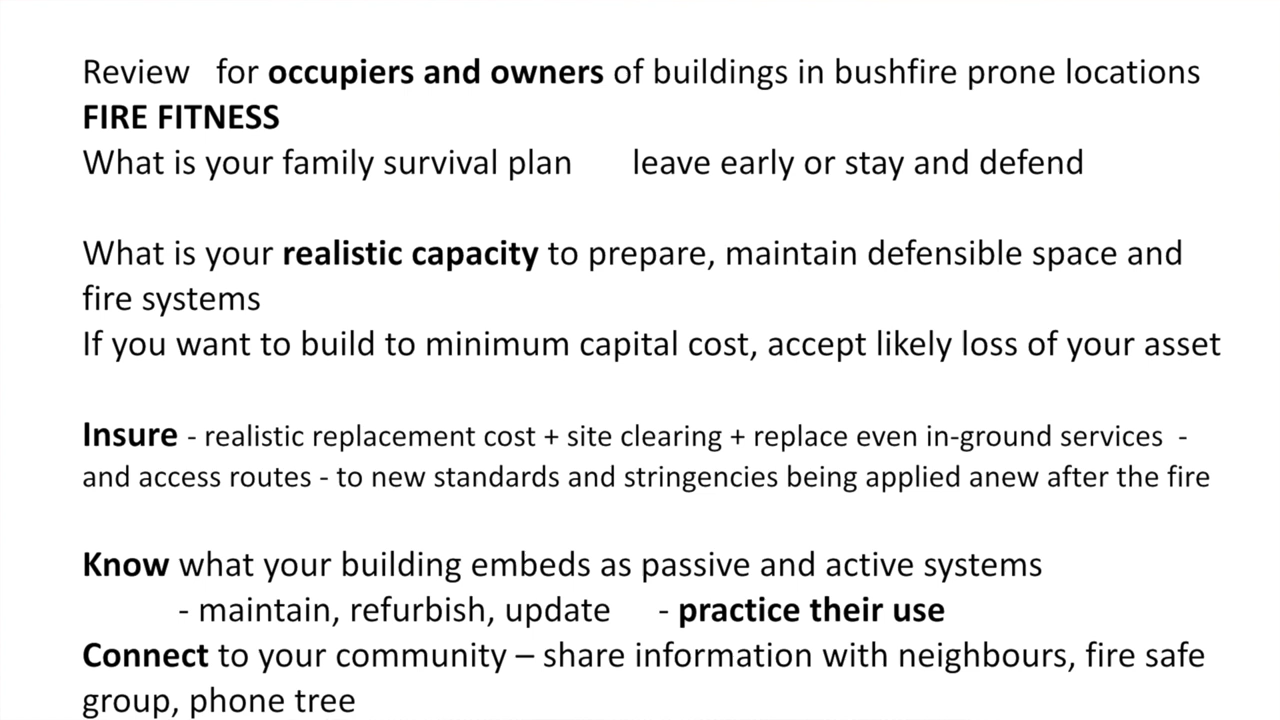 Review for occupiers and owners of buildings in bushfire prone locations
FIRE FITNESS
What is your family survival plan leave early or stay and defend
What is your realistic capacity to prepare, maintain defensible space and
fire systems
If you want to build to minimum capital cost, accept likely loss of your asset
Insure - realistic replacement cost + site clearing + replace even in-ground services -
and access routes - to new standards and stringencies being applied anew after the fire
Know what your building embeds as passive and active systems
- maintain, refurbish, update - practice their use
Connect to your community – share information with neighbours, fire safe
group, phone tree